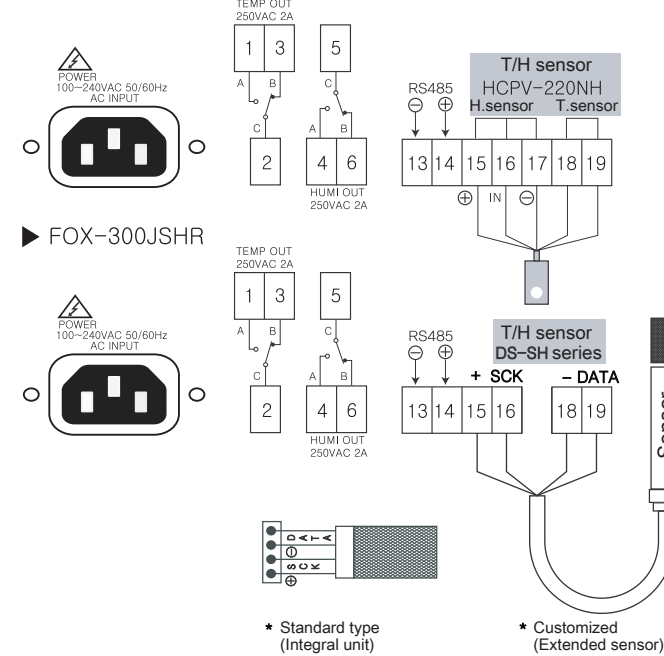 TEMP OUT
250VAC 2A
1 3 5
A B C
POWER
100~240VAC 50/60Hz
AC INPUT
C A B
2 4 6
HUMI OUT
250VAC 2A
T/H sensor
HCPV-220NH
RS485
H.sensor T.sensor
⊖ ⊕
13 14 15 16 17 18 19
⊕ IN ⊖
▶ FOX-300JSHR
TEMP OUT
250VAC 2A
1 3 5
A B C
POWER
100~240VAC 50/60Hz
AC INPUT
C A B
2 4 6
HUMI OUT
250VAC 2A
T/H sensor
DS-SH series
RS485
⊖ ⊕
+ SCK - DATA
13 14 15 16 18 19
Sensor
DATA
⊖
SCK
⊕
* Standard type
(Integral unit)
* Customized
(Extended sensor)